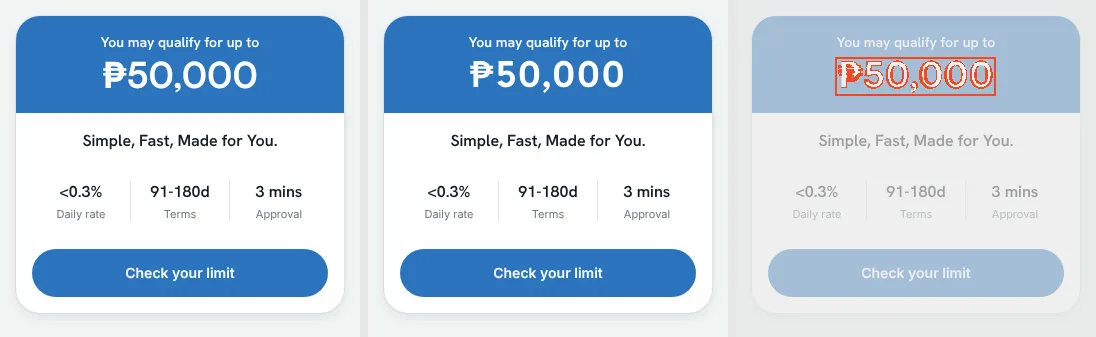 You may qualify for up to
₱50,000
Simple, Fast, Made for You.
<0.3% 91-180d 3 mins
Daily rate Terms Approval
Check your limit
You may qualify for up to
₱50,000
Simple, Fast, Made for You.
<0.3% 91-180d 3 mins
Daily rate Terms Approval
Check your limit
You may qualify for up to
₱50,000
Simple, Fast, Made for You.
<0.3% 91-180d 3 mins
Daily rate Terms Approval
Check your limit